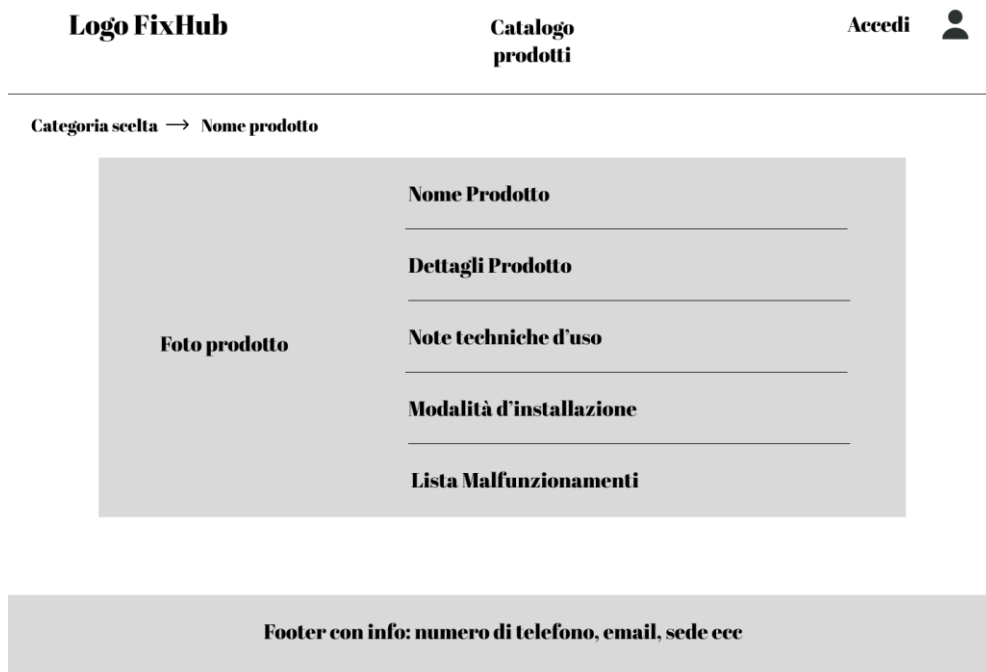 Logo FixHub
Catalogo
prodotti
Accedi
Categoria scelta → Nome prodotto
Nome Prodotto
Dettagli Prodotto
Foto prodotto
Note techniche d'uso
Modalità d'installazione
Lista Malfunzionamenti
Footer con info: numero di telefono, email, sede ecc